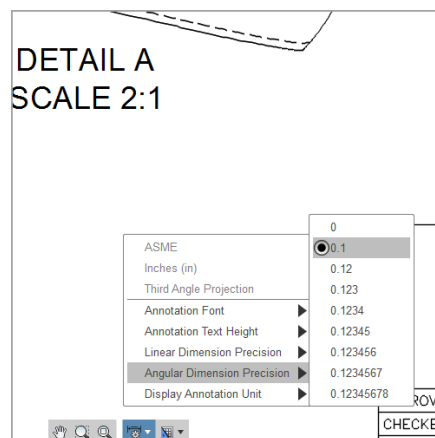 DETAIL A
SCALE 2:1
ASME
Inches (in)
Third Angle Projection
Annotation Font
Annotation Text Height
Linear Dimension Precision
Angular Dimension Precision
Display Annotation Unit
0
0.1
0.12
0.123
0.1234
0.12345
0.123456
0.1234567
0.12345678
ROV
CHECKE